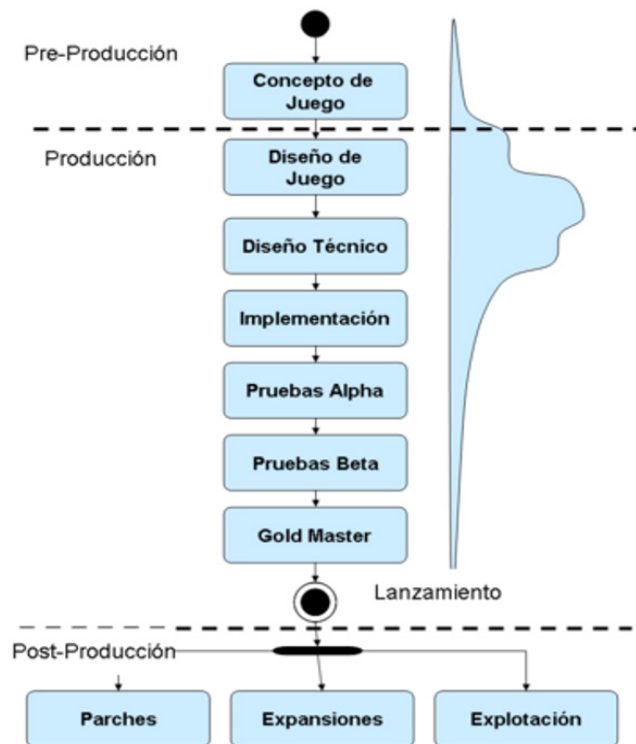 Pre-Producción
Concepto de
Juego
Producción
Diseño de
Juego
Diseño Técnico
Implementación
Pruebas Alpha
Pruebas Beta
Gold Master
Lanzamiento
Post-Producción
Parches
Expansiones
Explotación